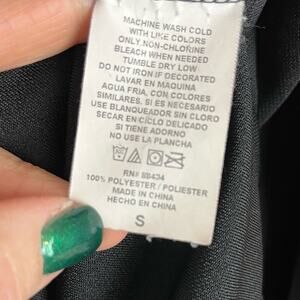 MACHINE WASH COLD
WITH LIKE COLORS
ONLY NON-CHLORINE
BLEACH WHEN NEEDED
TUMBLE DRY LOW
DO NOT IRON IF DECORATED
LAVAR EN MAQUINA
AGUA FRIA, CON COLORES
SIMILARES. SI ES NECESARIO
USE BLANQUEADOR SIN CLORO
SECAR EN CICLO DELICADO
SI TIENE ADORNO
NO USE LA PLANCHA
RN# 88434
100% POLYESTER / POLIESTER
MADE IN CHINA
HECHO EN CHINA
S